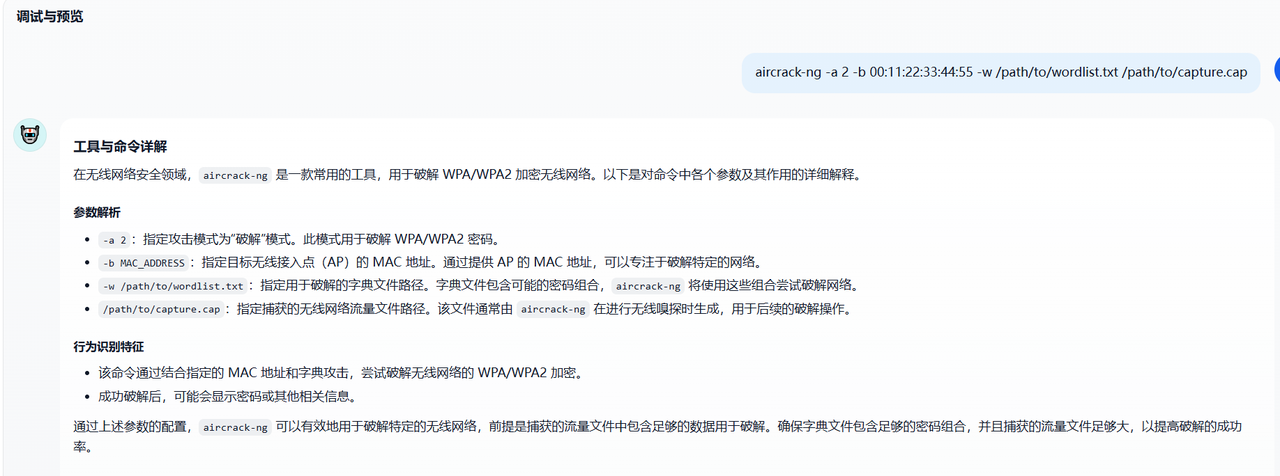 调试与预览
aircrack-ng -a 2 -b 00:11:22:33:44:55 -w /path/to/wordlist.txt /path/to/capture.cap
工具与命令详解
在无线网络安全领域，aircrack-ng 是一款常用的工具，用于破解 WPA/WPA2 加密无线网络。以下是对命令中各个参数及其作用的详细解释。
参数解析
• -a 2：指定攻击模式为“破解”模式。此模式用于破解 WPA/WPA2 密码。
• -b MAC_ADDRESS：指定目标无线接入点（AP）的 MAC 地址。通过提供 AP 的 MAC 地址，可以专注于破解特定的网络。
• -w /path/to/wordlist.txt：指定用于破解的字典文件路径。字典文件包含可能的密码组合，aircrack-ng 将使用这些组合尝试破解网络。
• /path/to/capture.cap：指定捕获的无线网络流量文件路径。该文件通常由 aircrack-ng 在进行无线嗅探时生成，用于后续的破解操作。
行为识别特征
• 该命令通过结合指定的 MAC 地址和字典攻击，尝试破解无线网络的 WPA/WPA2 加密。
• 成功破解后，可能会显示密码或其他相关信息。
通过上述参数的配置，aircrack-ng 可以有效地用于破解特定的无线网络，前提是捕获的流量文件中包含足够的数据用于破解。确保字典文件包含足够的密码组合，并且捕获的流量文件足够大，以提高破解的成功
率。